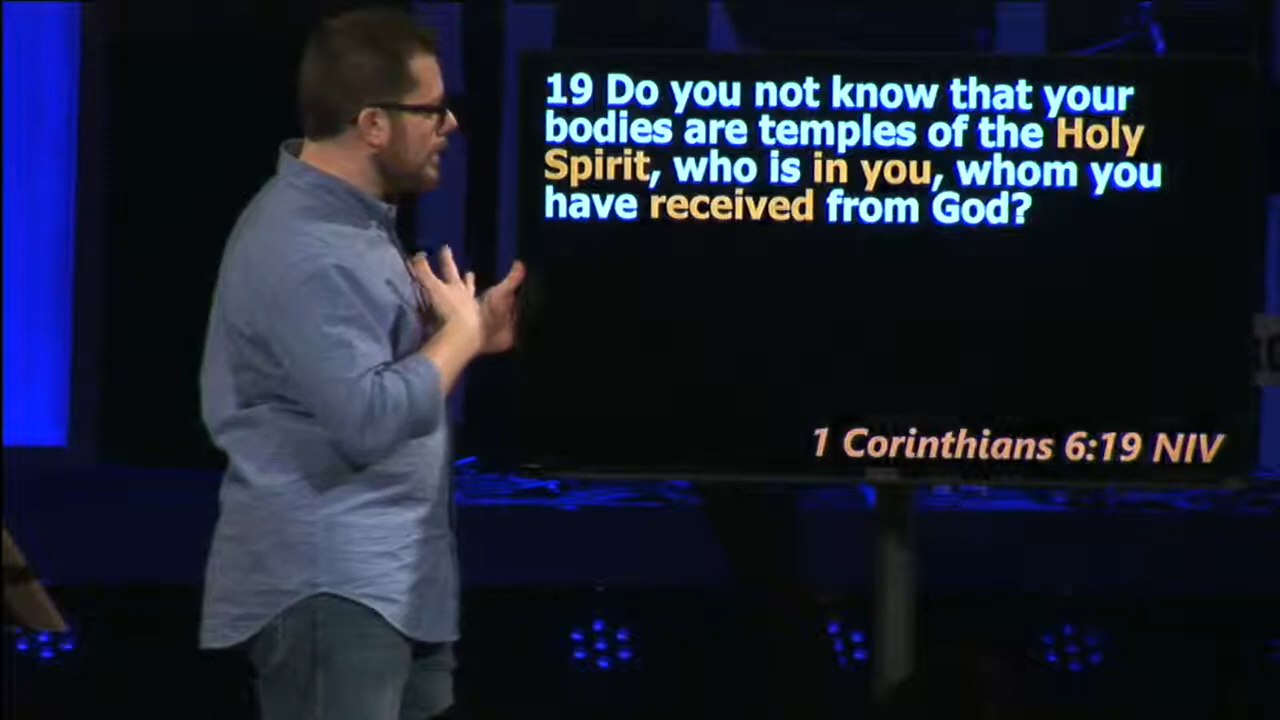 19 Do you not know that your
bodies are temples of the Holy
Spirit, who is in you, whom you
have received from God?
1 Corinthians 6:19 NIV